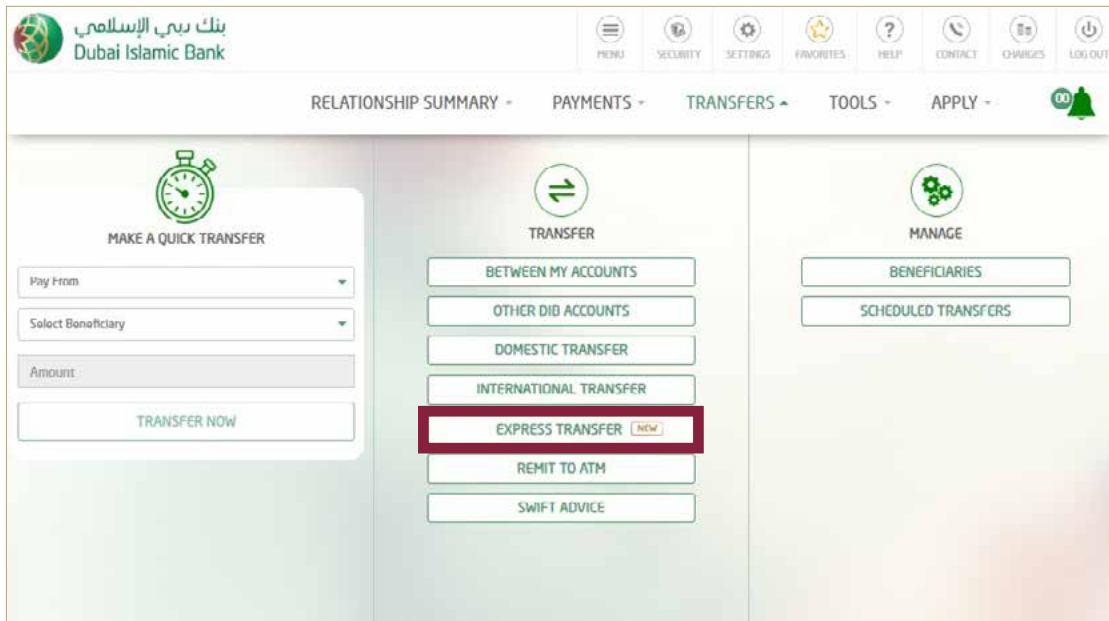 بنك دبي الإسلامي
Dubai Islamic Bank
MENU
SECURITY
SETTINGS
FAVORITES
HELP
CONTACT
CHARGES
LOG OUT
RELATIONSHIP SUMMARY
PAYMENTS
TRANSFERS
TOOLS
APPLY
00
MAKE A QUICK TRANSFER
Pay From
Select Beneficiary
Amount
TRANSFER NOW
TRANSFER
BETWEEN MY ACCOUNTS
OTHER DIB ACCOUNTS
DOMESTIC TRANSFER
INTERNATIONAL TRANSFER
EXPRESS TRANSFER NEW
REMIT TO ATM
SWIFT ADVICE
MANAGE
BENEFICIARIES
SCHEDULED TRANSFERS